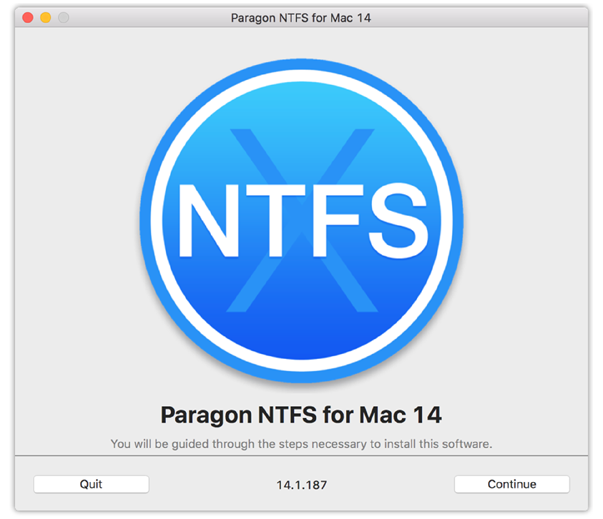 Paragon NTFS for Mac 14
X
NTFS
Paragon NTFS for Mac 14
You will be guided through the steps necessary to install this software.
Quit
14.1.187
Continue